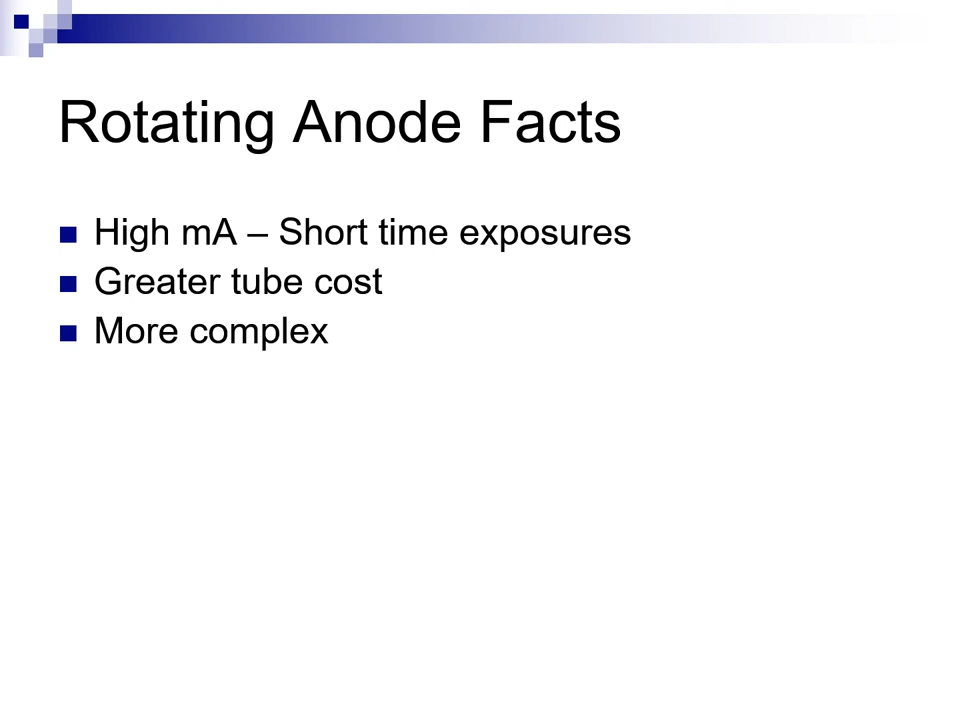 Rotating Anode Facts
High mA – Short time exposures
Greater tube cost
More complex